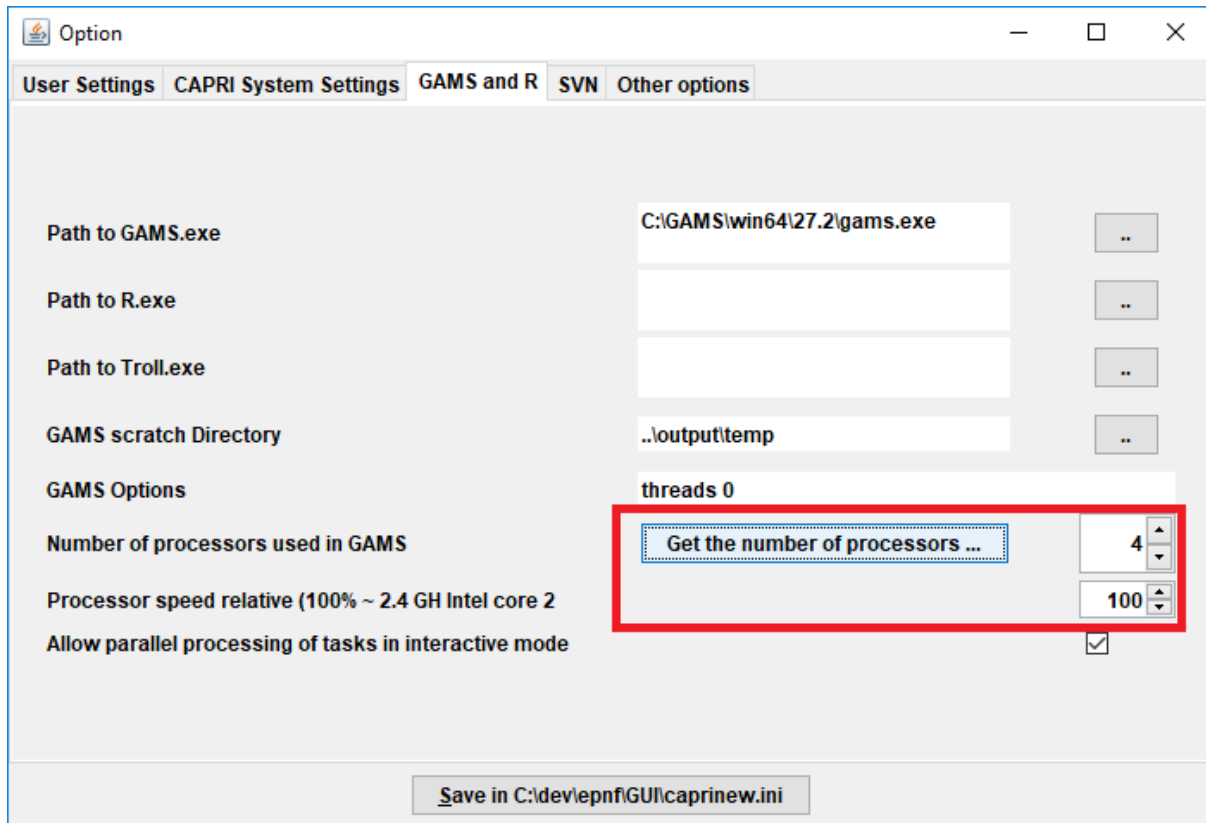 Option
User Settings CAPRI System Settings GAMS and R SVN Other options
Path to GAMS.exe C:\GAMS\win64\27.2\gams.exe ..
Path to R.exe ..
Path to Troll.exe ..
GAMS scratch Directory ..\output\temp ..
GAMS Options threads 0
Number of processors used in GAMS Get the number of processors ... 4
Processor speed relative (100% ~ 2.4 GH Intel core 2 100
Allow parallel processing of tasks in interactive mode
Save in C:\dev\epnf\GUI\caprinew.ini